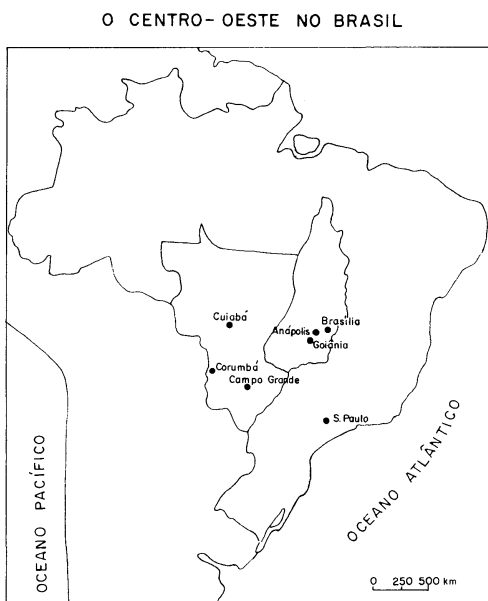 O CENTRO-OESTE NO BRASIL
Cuiabá
Brasília
Anápolis
Goiânia
Corumbá
Campo Grande
S. Paulo
OCEANO PACÍFICO
OCEANO ATLÂNTICO
0 250 500 km